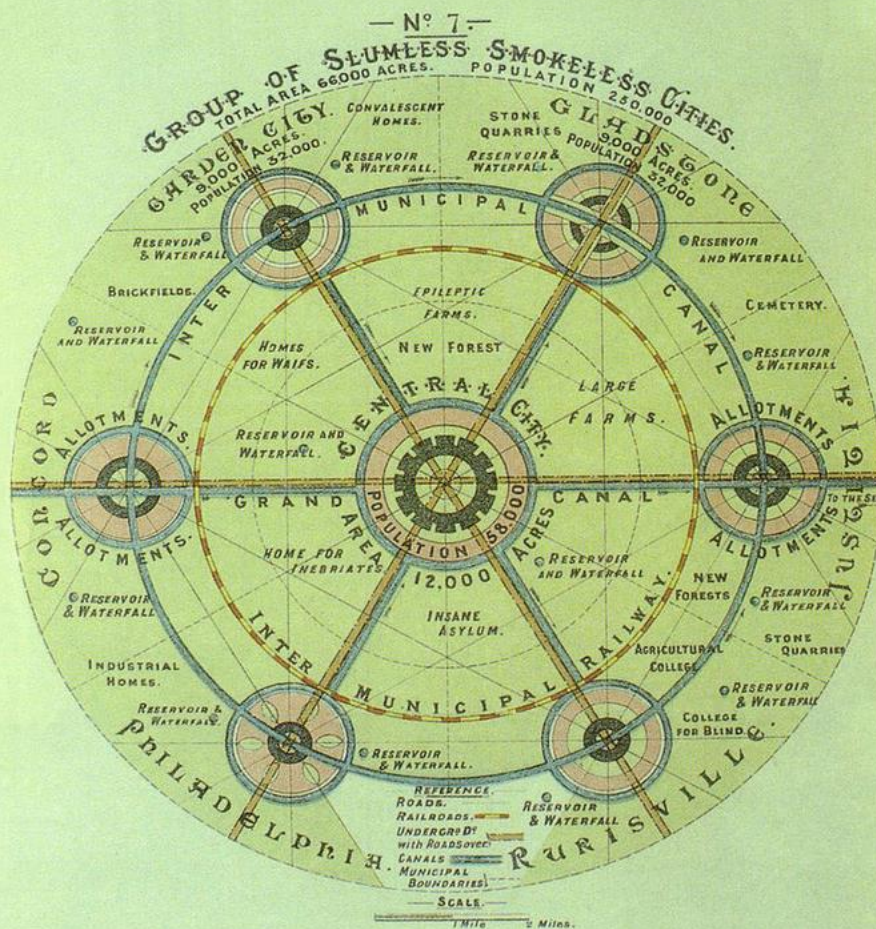 — Nº 7. —
GROUP OF SLUMLESS SMOKELESS CITIES.
TOTAL AREA 66000 ACRES. POPULATION 250,000
GARDEN CITY.
9,000 ACRES.
POPULATION 32,000.
CONVALESCENT
HOMES.
STONE
QUARRIES
GLADSTONE
9,000 ACRES.
POPULATION
32,000
RESERVOIR
& WATERFALL.
RESERVOIR &
WATERFALL.
INTER MUNICIPAL CANAL
RESERVOIR
& WATERFALL
RESERVOIR
AND WATERFALL
BRICKFIELDS.
EPILEPTIC
FARMS.
CEMETERY.
RESERVOIR
AND WATERFALL
HOMES
FOR WAIFS.
NEW FOREST
RESERVOIR
& WATERFALL
LARGE
FARMS.
CENTRAL CITY.
CONCORD
ALLOTMENTS.
ALLOTMENTS
JUSTITIA
RESERVOIR AND
WATERFALL.
GRAND CANAL
TO THE SE
AREA 12,000 ACRES
POPULATION 58,000
ALLOTMENTS.
ALLOTMENTS
HOME FOR
INEBRIATES
RESERVOIR
AND WATERFALL
NEW
FORESTS
RESERVOIR
& WATERFALL
RESERVOIR
& WATERFALL
INSANE
ASYLUM.
STONE
QUARRIES
INTER MUNICIPAL RAILWAY.
AGRICULTURAL
COLLEGE
INDUSTRIAL
HOMES.
RESERVOIR
& WATERFALL
RESERVOIR &
WATERFALL.
COLLEGE
FOR BLIND.
RESERVOIR
& WATERFALL.
PHILADELPHIA.
RURISVILLE.
RESERVOIR
& WATERFALL
REFERENCE.
ROADS.
RAILROADS.
UNDERGRD Dº
with ROADS over
CANALS
MUNICIPAL
BOUNDARIES
— SCALE. —
1 Mile 2 Miles.